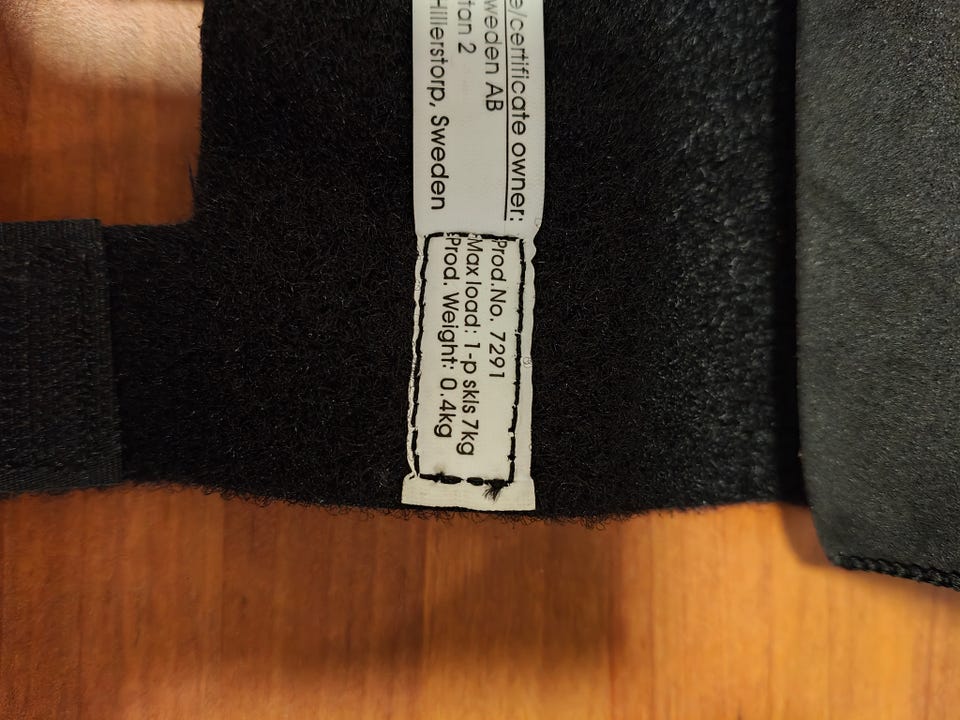 e/certificate owner:
weden AB
tan 2
Hillerstorp, Sweden
Prod.No. 7291
Max load: 1-p skis 7kg
Prod. Weight: 0.4kg